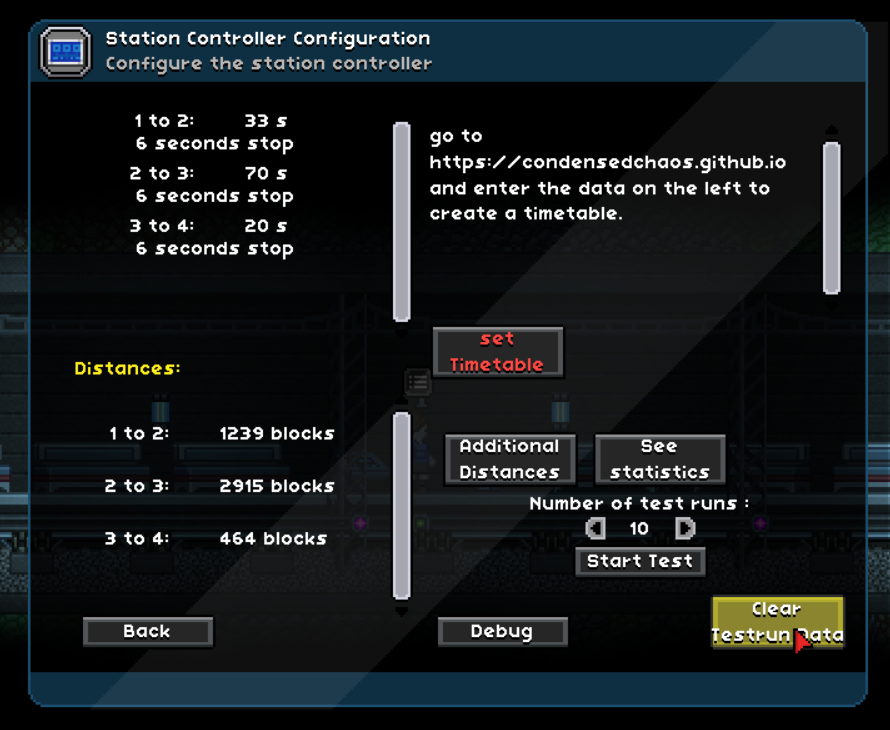 Station Controller Configuration
Configure the station controller
1 to 2: 33 s
6 seconds stop
2 to 3: 70 s
6 seconds stop
3 to 4: 20 s
6 seconds stop
go to
https://condensedchaos.github.io
and enter the data on the left to
create a timetable.
set
Timetable
Distances:
1 to 2: 1239 blocks
2 to 3: 2915 blocks
3 to 4: 464 blocks
Additional
Distances
See
statistics
Number of test runs :
10
Start Test
Back
Debug
Clear
Testrun Data